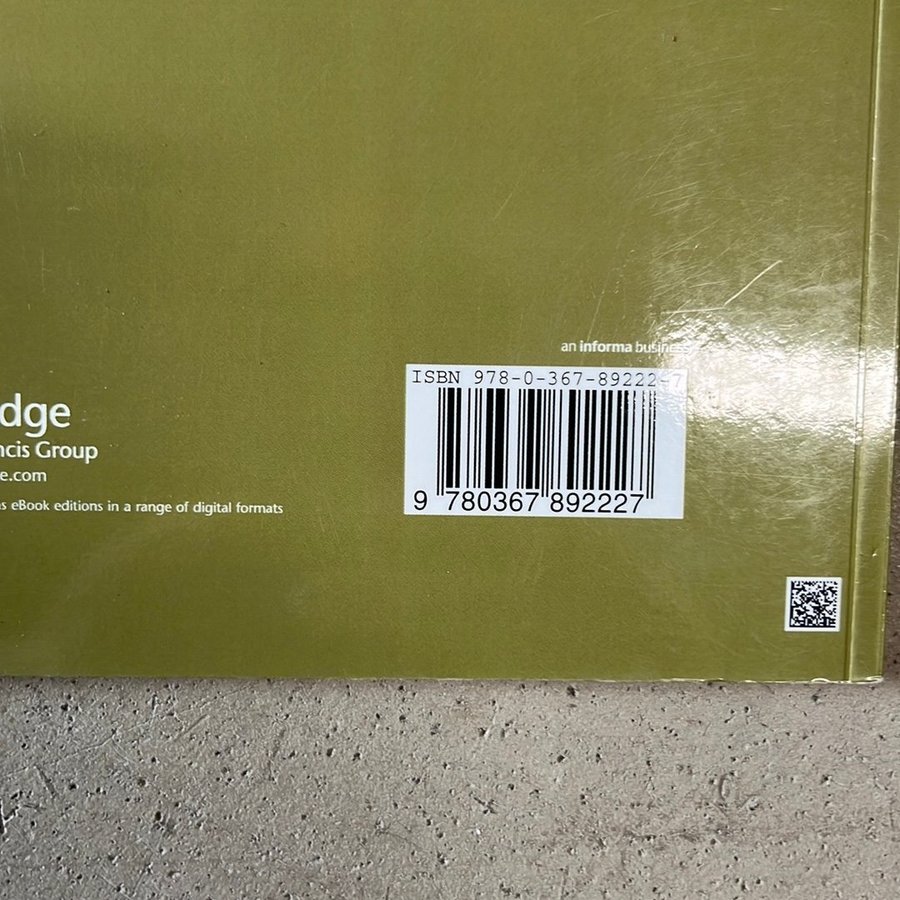 an informa business
ISBN 978-0-367-89222-7
9 780367 892227
dge
ncis Group
e.com
s eBook editions in a range of digital formats